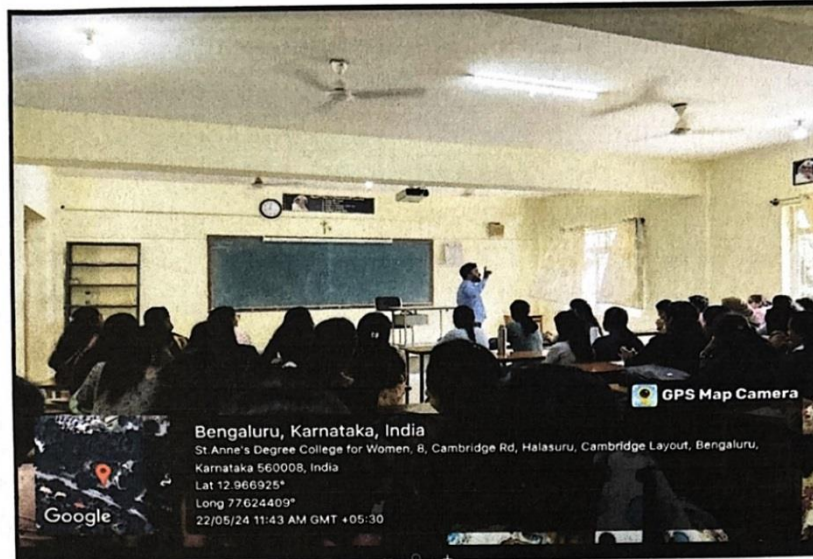 GPS Map Camera
Bengaluru, Karnataka, India
St.Anne's Degree College for Women, 8, Cambridge Rd, Halasuru, Cambridge Layout, Bengaluru,
Karnataka 560008, India
Lat 12.966925°
Long 77.624409°
22/05/24 11:43 AM GMT +05:30
Google